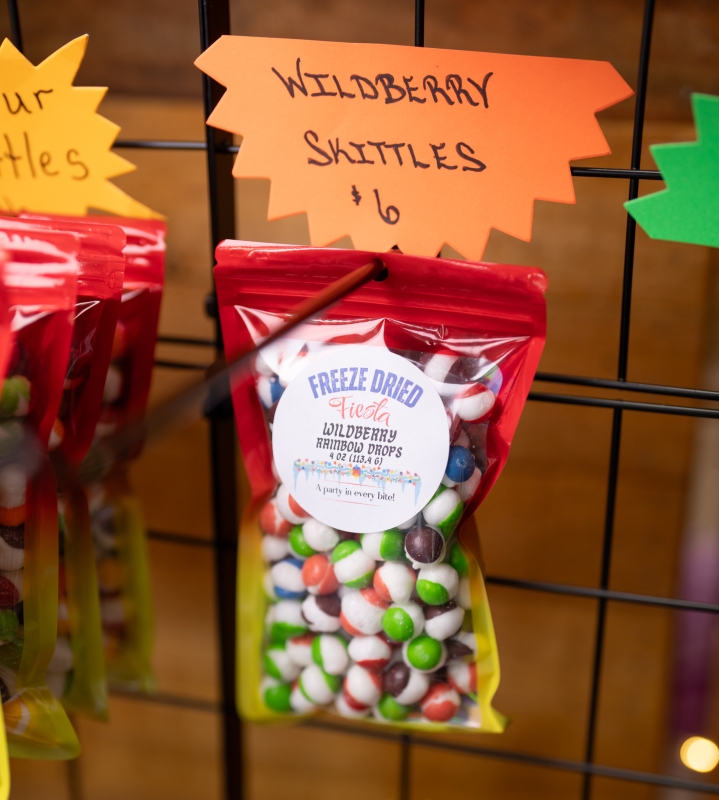 WILDBERRY
SKITTLES
$6
FREEZE DRIED
Fiesta
WILDBERRY
RAINBOW DROPS
4 OZ (113.4 G)
A party in every bite!